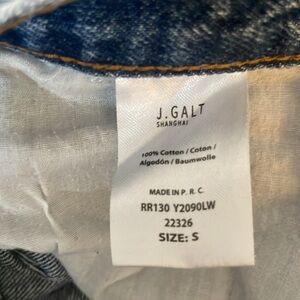 J.GALT
SHANGHAI
100% Cotton / Coton /
Algodón / Baumwolle
MADE IN P. R. C.
RR130 Y2090LW
22326
SIZE: S